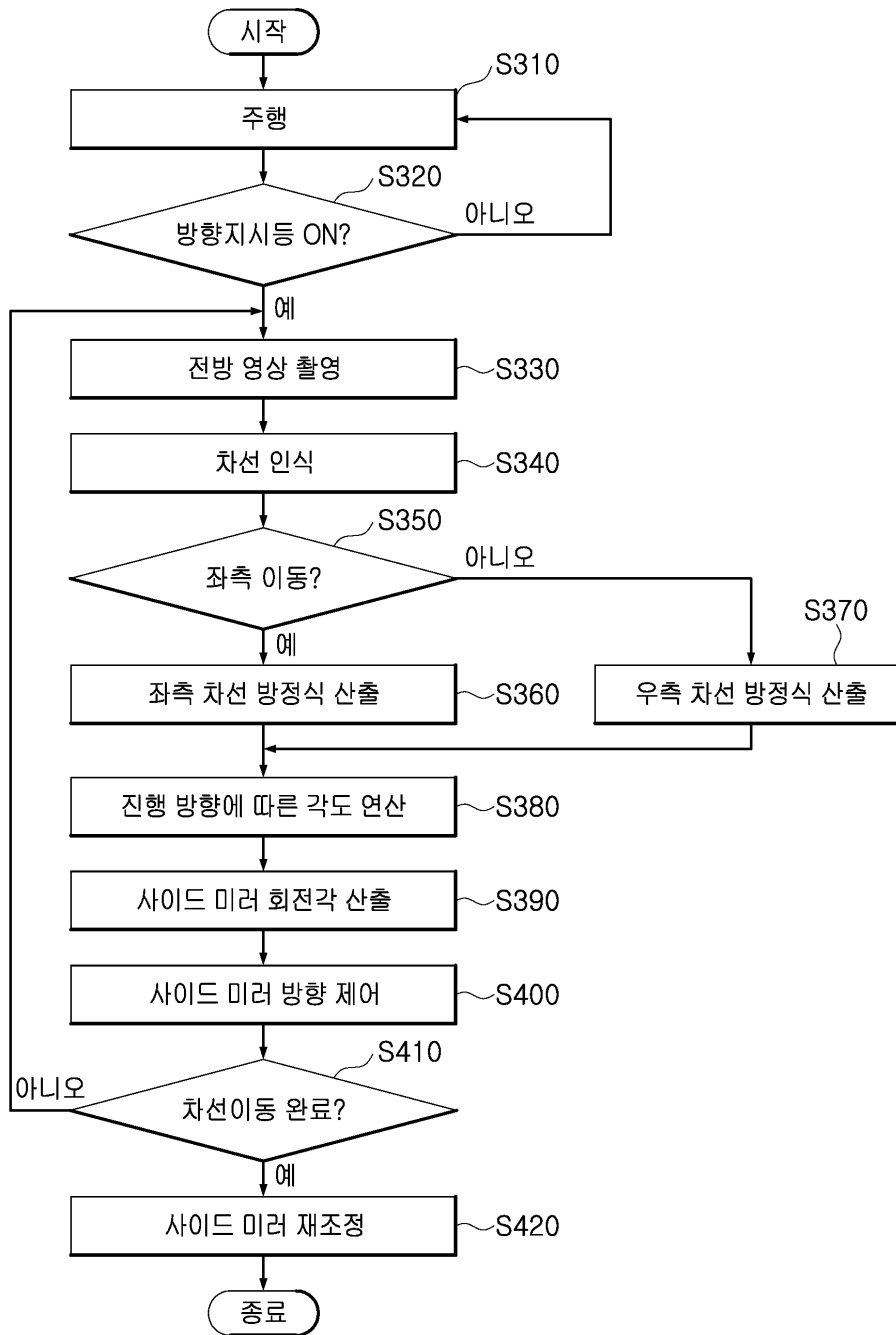 시작
S310
주행
S320
방향지시등 ON?
아니오
예
전방 영상 촬영
S330
차선 인식
S340
S350
좌측 이동?
아니오
예
S370
좌측 차선 방정식 산출
S360
우측 차선 방정식 산출
진행 방향에 따른 각도 연산
S380
사이드 미러 회전각 산출
S390
사이드 미러 방향 제어
S400
S410
아니오
차선이동 완료?
예
사이드 미러 재조정
S420
종료